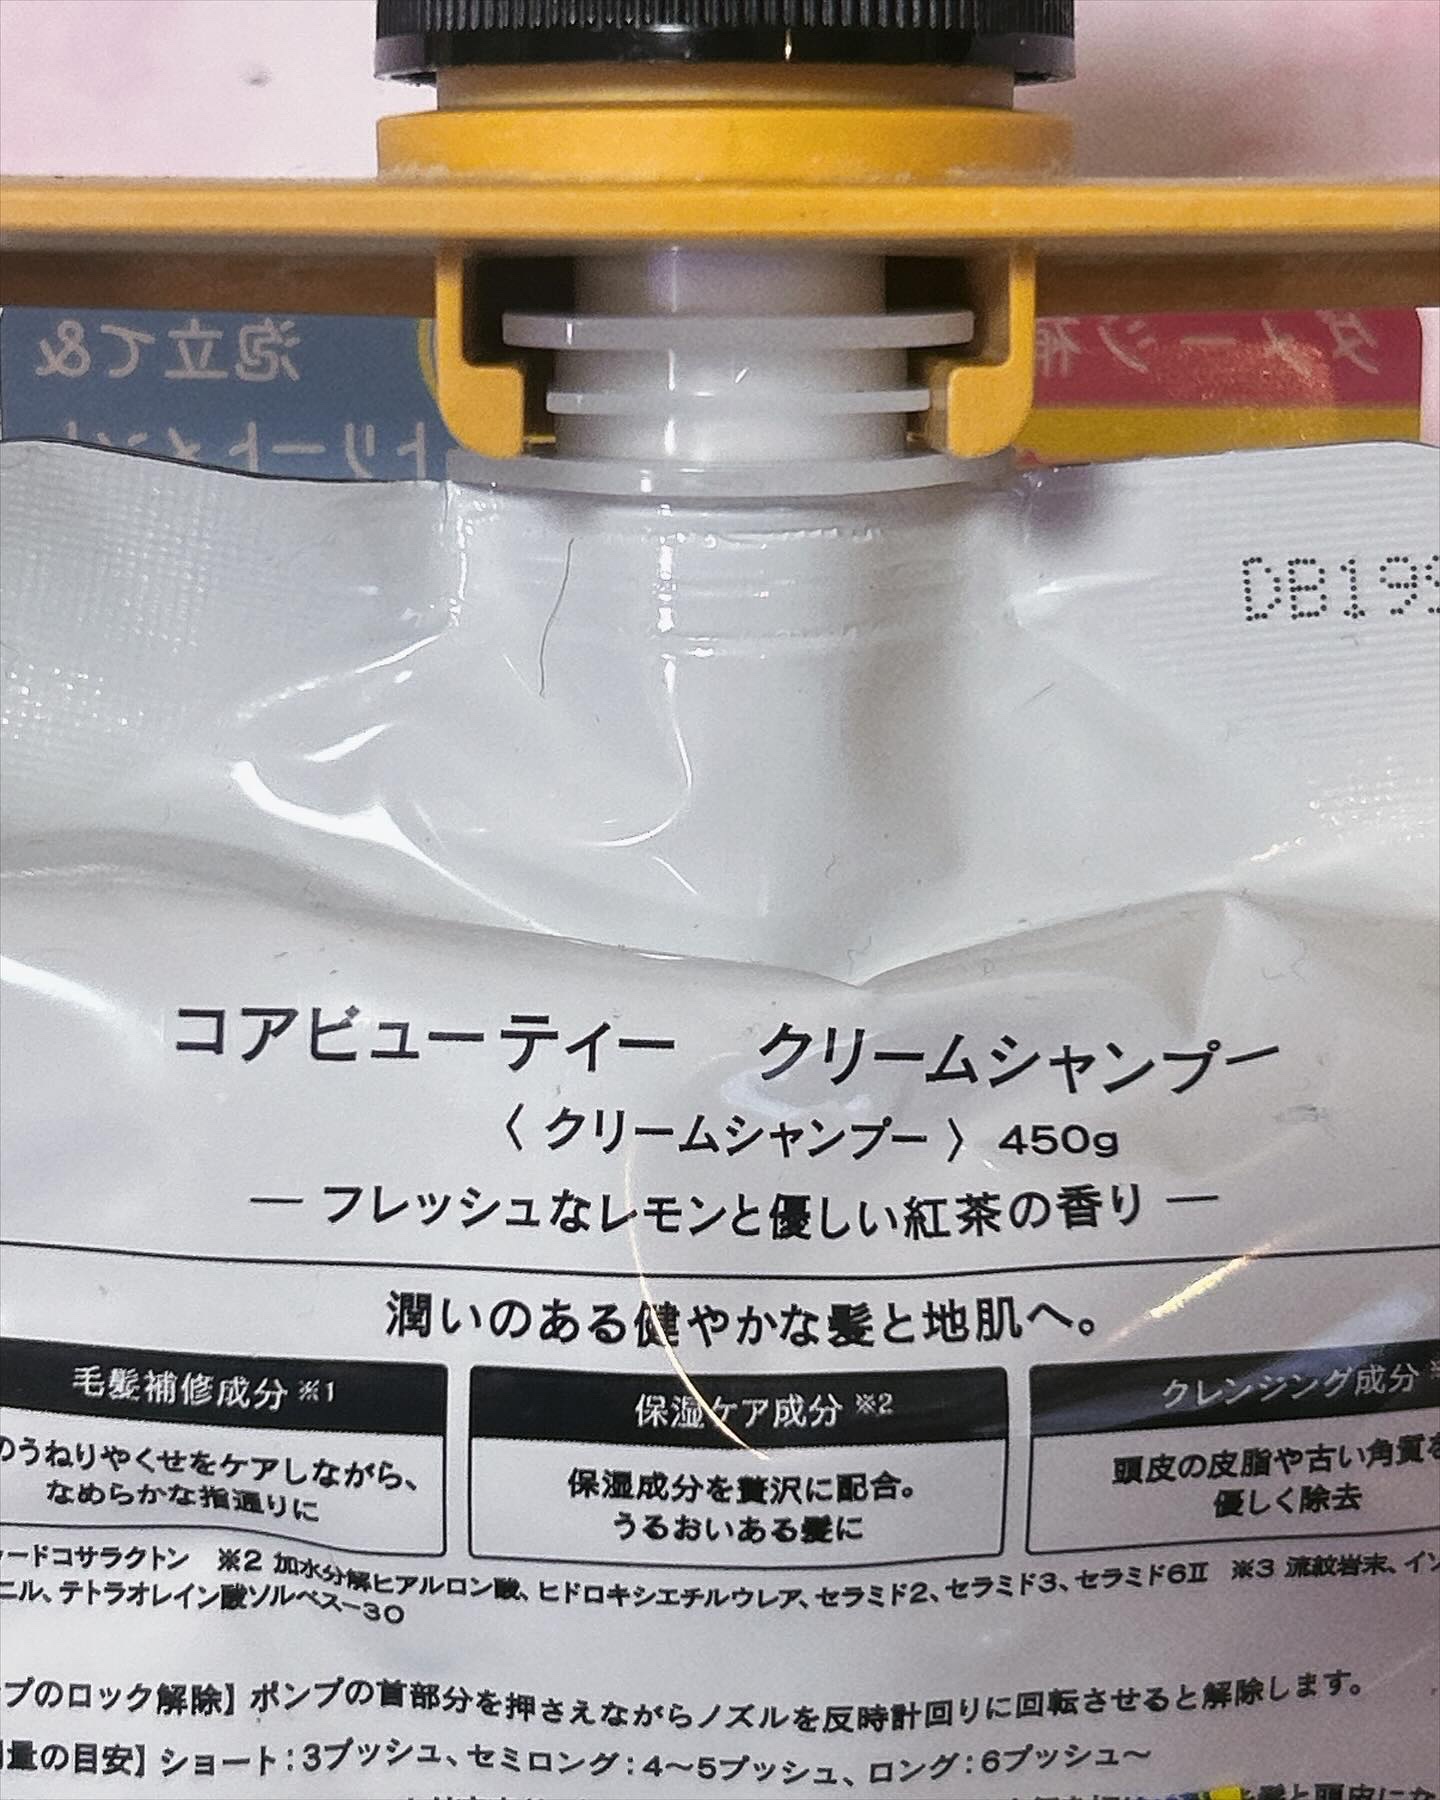 泡立て&
ダメージ補
トリートメント
DB19
コアビューティー　クリームシャンプー
〈クリームシャンプー〉450g
― フレッシュなレモンと優しい紅茶の香り ―
潤いのある健やかな髪と地肌へ。
毛髪補修成分※1
のうねりやくせをケアしながら、
なめらかな指通りに
保湿ケア成分※2
保湿成分を贅沢に配合。
うるおいある髪に
クレンジング成分
頭皮の皮脂や古い角質を
優しく除去
ードコサラクトン　※2 加水分解ヒアルロン酸、ヒドロキシエチルウレア、セラミド2、セラミド3、セラミド6Ⅱ　※3 流紋岩末、イソ
ニル、テトラオレイン酸ソルベス−30
プのロック解除】ポンプの首部分を押さえながらノズルを反時計回りに回転させると解除します。
量の目安】ショート：3プッシュ、セミロング：4〜5プッシュ、ロング：6プッシュ〜